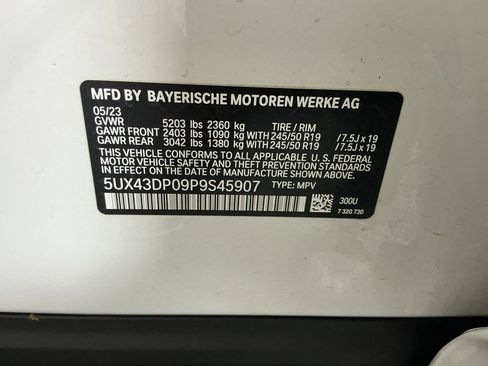 MFD BY BAYERISCHE MOTOREN WERKE AG
05/23
GVWR 5203 lbs 2360 kg TIRE / RIM
GAWR FRONT 2403 lbs 1090 kg WITH 245/50 R19 /7.5J x 19
GAWR REAR 3042 lbs 1380 kg WITH 245/50 R19 /7.5J x 19
THIS VEHICLE CONFORMS TO ALL APPLICABLE U.S. FEDERAL
MOTOR VEHICLE SAFETY, BUMPER, AND THEFT PREVENTION STANDARDS
IN EFFECT ON THE DATE OF MANUFACTURE SHOWN ABOVE.
5UX43DP09P9S45907 TYPE: MPV
300U
7 320 730